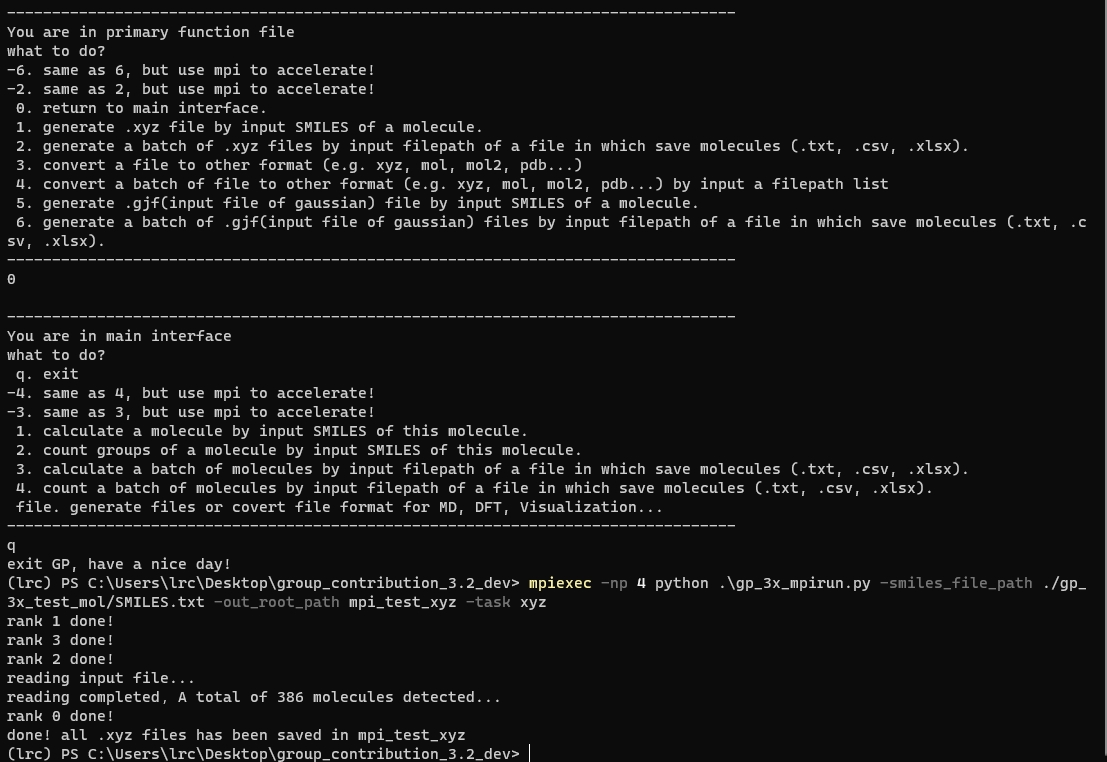 ---------------------------------------------------------------------------------
You are in primary function file
what to do?
-6. same as 6, but use mpi to accelerate!
-2. same as 2, but use mpi to accelerate!
 0. return to main interface.
 1. generate .xyz file by input SMILES of a molecule.
 2. generate a batch of .xyz files by input filepath of a file in which save molecules (.txt, .csv, .xlsx).
 3. convert a file to other format (e.g. xyz, mol, mol2, pdb...)
 4. convert a batch of file to other format (e.g. xyz, mol, mol2, pdb...) by input a filepath list
 5. generate .gjf(input file of gaussian) file by input SMILES of a molecule.
 6. generate a batch of .gjf(input file of gaussian) files by input filepath of a file in which save molecules (.txt, .c
sv, .xlsx).
---------------------------------------------------------------------------------
0
---------------------------------------------------------------------------------
You are in main interface
what to do?
 q. exit
-4. same as 4, but use mpi to accelerate!
-3. same as 3, but use mpi to accelerate!
 1. calculate a molecule by input SMILES of this molecule.
 2. count groups of a molecule by input SMILES of this molecule.
 3. calculate a batch of molecules by input filepath of a file in which save molecules (.txt, .csv, .xlsx).
 4. count a batch of molecules by input filepath of a file in which save molecules (.txt, .csv, .xlsx).
 file. generate files or covert file format for MD, DFT, Visualization...
---------------------------------------------------------------------------------
q
exit GP, have a nice day!
(lrc) PS C:\Users\lrc\Desktop\group_contribution_3.2_dev> mpiexec -np 4 python .\gp_3x_mpirun.py -smiles_file_path ./gp_
3x_test_mol/SMILES.txt -out_root_path mpi_test_xyz -task xyz
rank 1 done!
rank 3 done!
rank 2 done!
reading input file...
reading completed, A total of 386 molecules detected...
rank 0 done!
done! all .xyz files has been saved in mpi_test_xyz
(lrc) PS C:\Users\lrc\Desktop\group_contribution_3.2_dev>